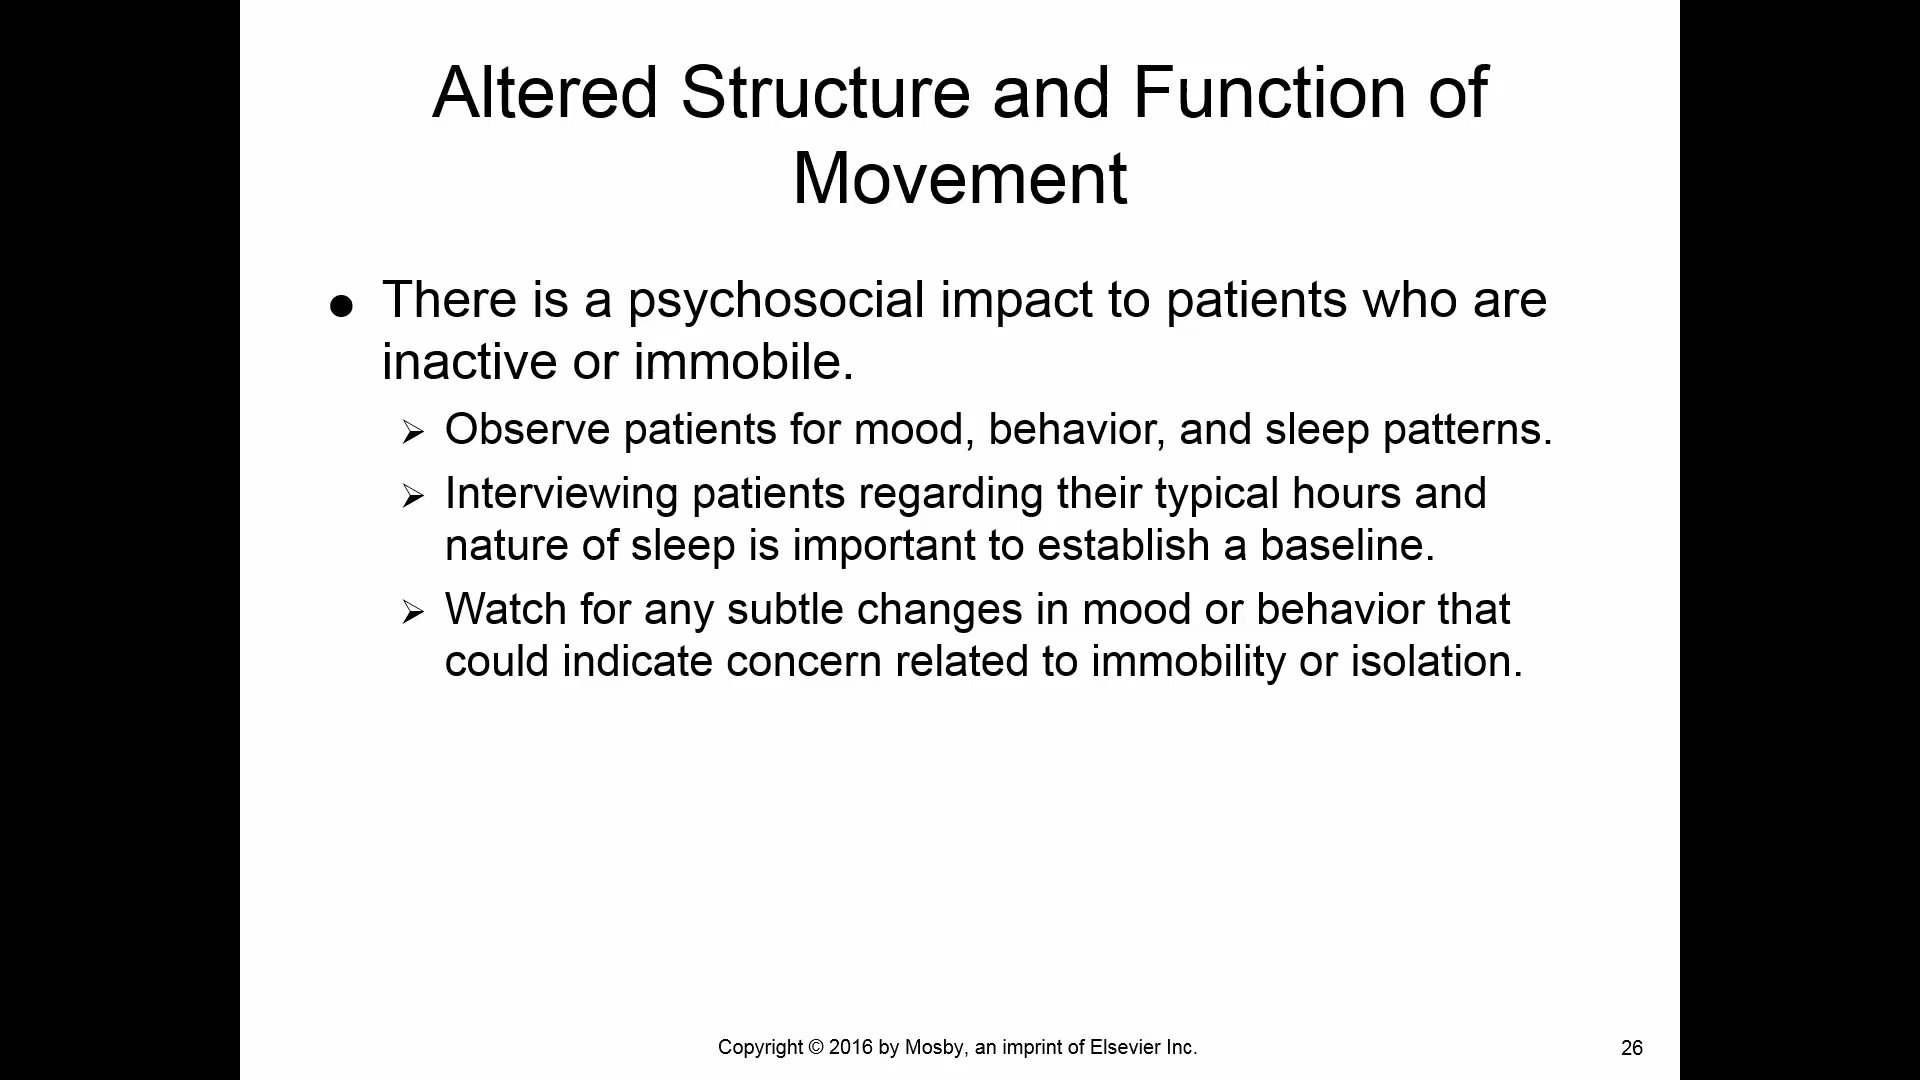 Altered Structure and Function of
Movement
● There is a psychosocial impact to patients who are
inactive or immobile.
➢ Observe patients for mood, behavior, and sleep patterns.
➢ Interviewing patients regarding their typical hours and
nature of sleep is important to establish a baseline.
➢ Watch for any subtle changes in mood or behavior that
could indicate concern related to immobility or isolation.
Copyright © 2016 by Mosby, an imprint of Elsevier Inc.
26